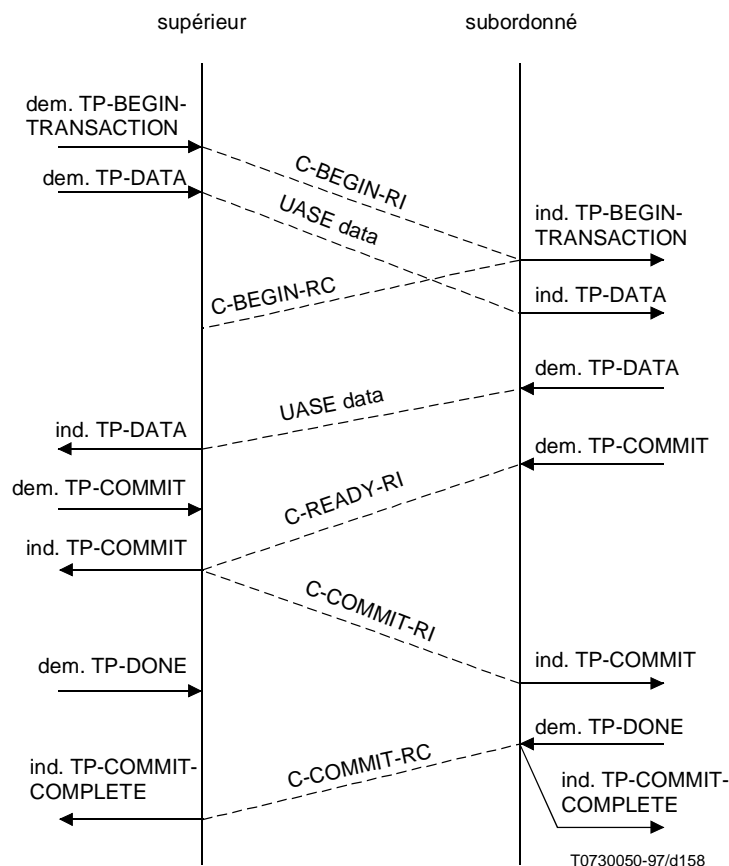 supérieur
subordonné
dem. TP-BEGIN-
TRANSACTION
C-BEGIN-RI
dem. TP-DATA
UASE data
ind. TP-BEGIN-
TRANSACTION
C-BEGIN-RC
ind. TP-DATA
dem. TP-DATA
UASE data
ind. TP-DATA
dem. TP-COMMIT
dem. TP-COMMIT
C-READY-RI
ind. TP-COMMIT
C-COMMIT-RI
dem. TP-DONE
ind. TP-COMMIT
dem. TP-DONE
ind. TP-COMMIT-
COMPLETE
C-COMMIT-RC
ind. TP-COMMIT-
COMPLETE
T0730050-97/d158